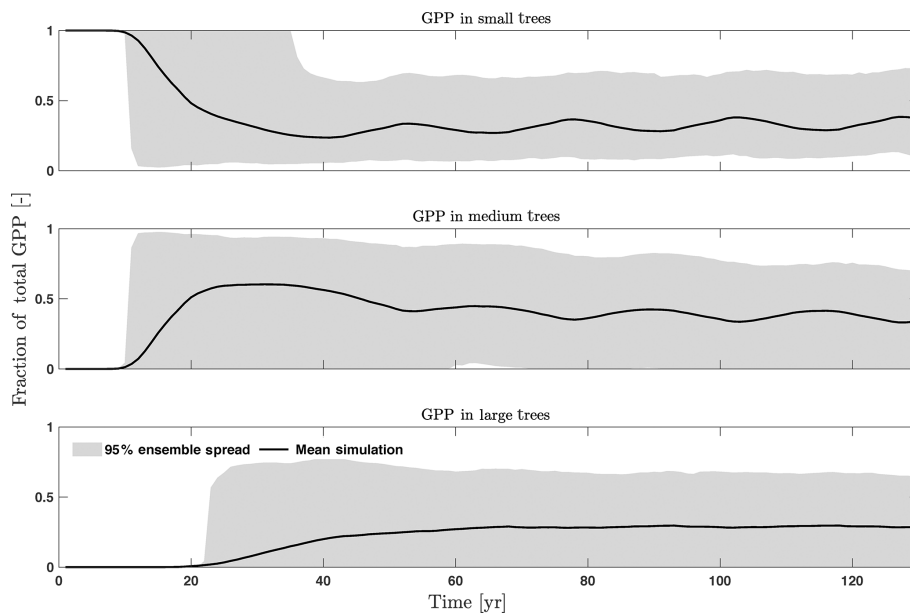 GPP in small trees
1
0.5
0
GPP in medium trees
1
0.5
0
Fraction of total GPP [-]
GPP in large trees
1
95% ensemble spread
Mean simulation
0.5
0
0 20 40 60 80 100 120
Time [yr]